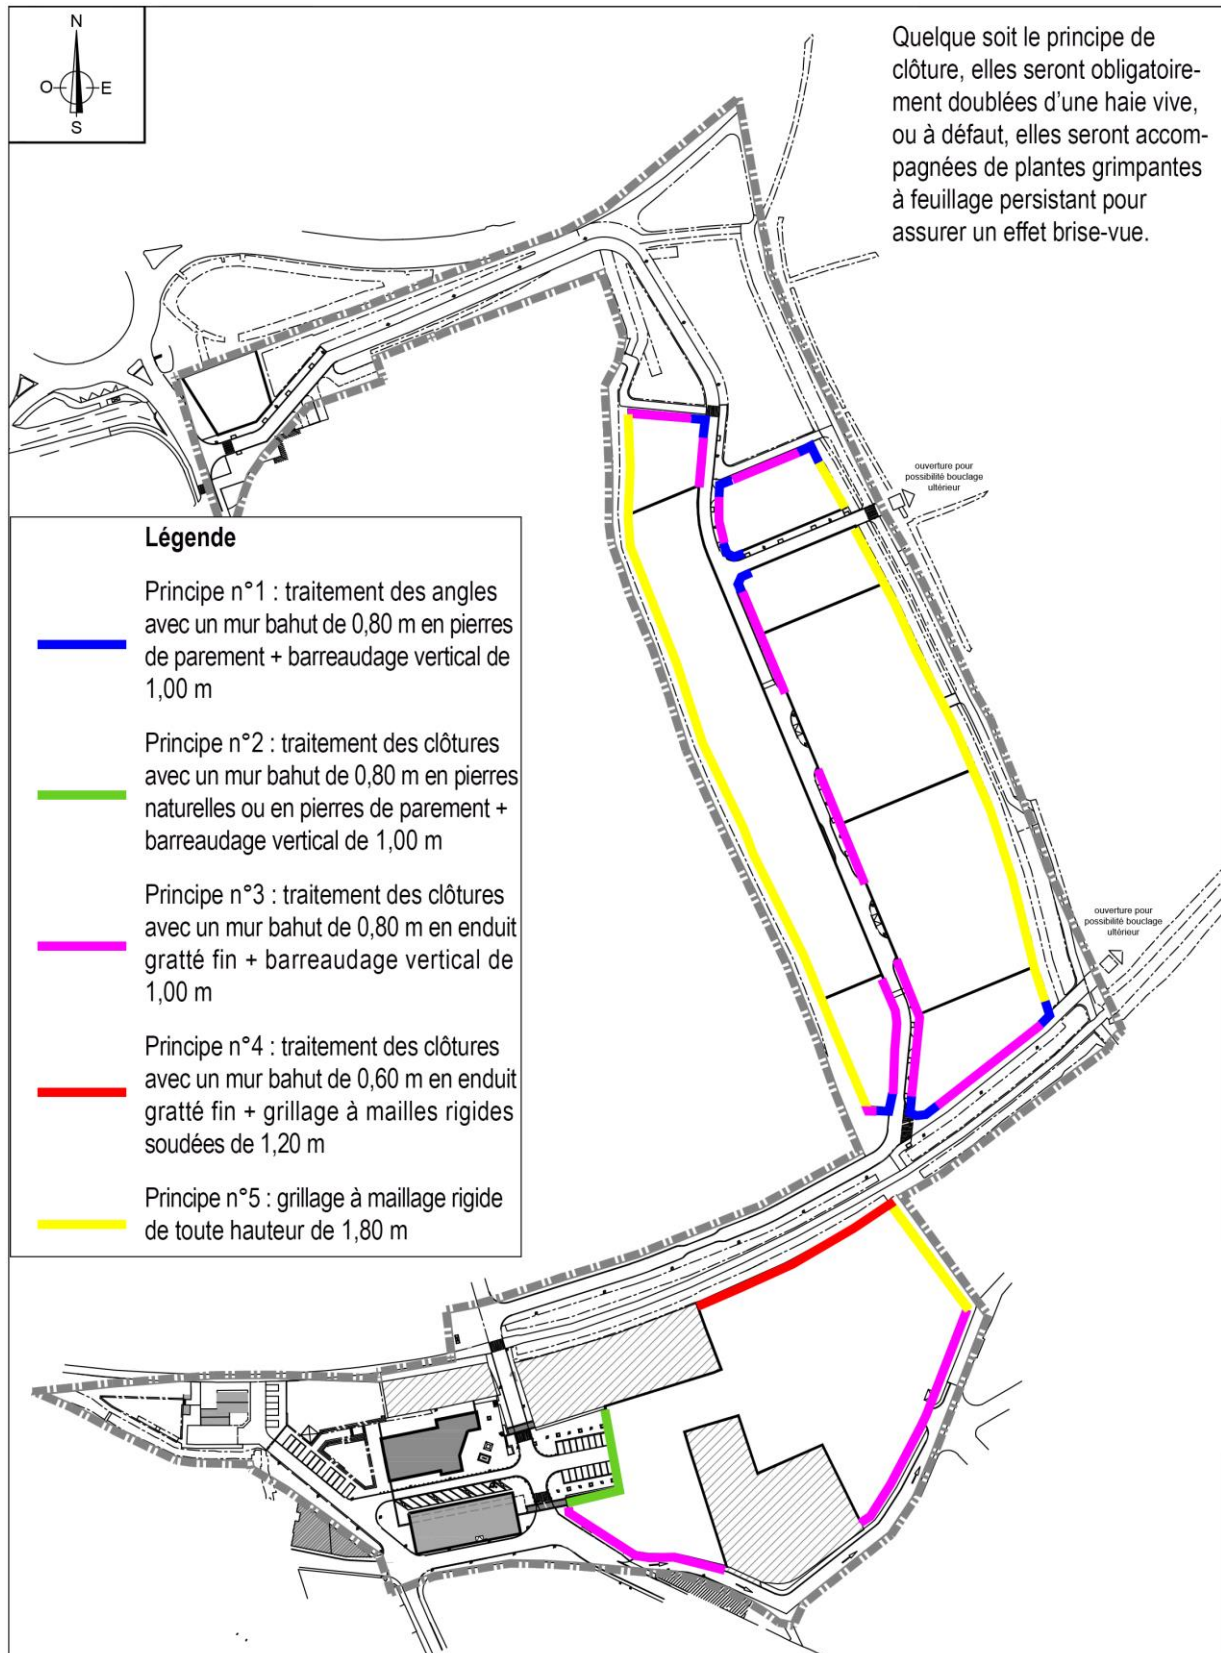 N
O E
S
Quelque soit le principe de
clôture, elles seront obligatoire-
ment doublées d'une haie vive,
ou à défaut, elles seront accom-
pagnées de plantes grimpantes
à feuillage persistant pour
assurer un effet brise-vue.
ouverture pour
possibilité bouclage
ultérieur
Légende
Principe n°1 : traitement des angles
avec un mur bahut de 0,80 m en pierres
de parement + barreaudage vertical de
1,00 m
Principe n°2 : traitement des clôtures
avec un mur bahut de 0,80 m en pierres
naturelles ou en pierres de parement +
barreaudage vertical de 1,00 m
Principe n°3 : traitement des clôtures
avec un mur bahut de 0,80 m en enduit
gratté fin + barreaudage vertical de
1,00 m
Principe n°4 : traitement des clôtures
avec un mur bahut de 0,60 m en enduit
gratté fin + grillage à mailles rigides
soudées de 1,20 m
Principe n°5 : grillage à maillage rigide
de toute hauteur de 1,80 m
ouverture pour
possibilité bouclage
ultérieur